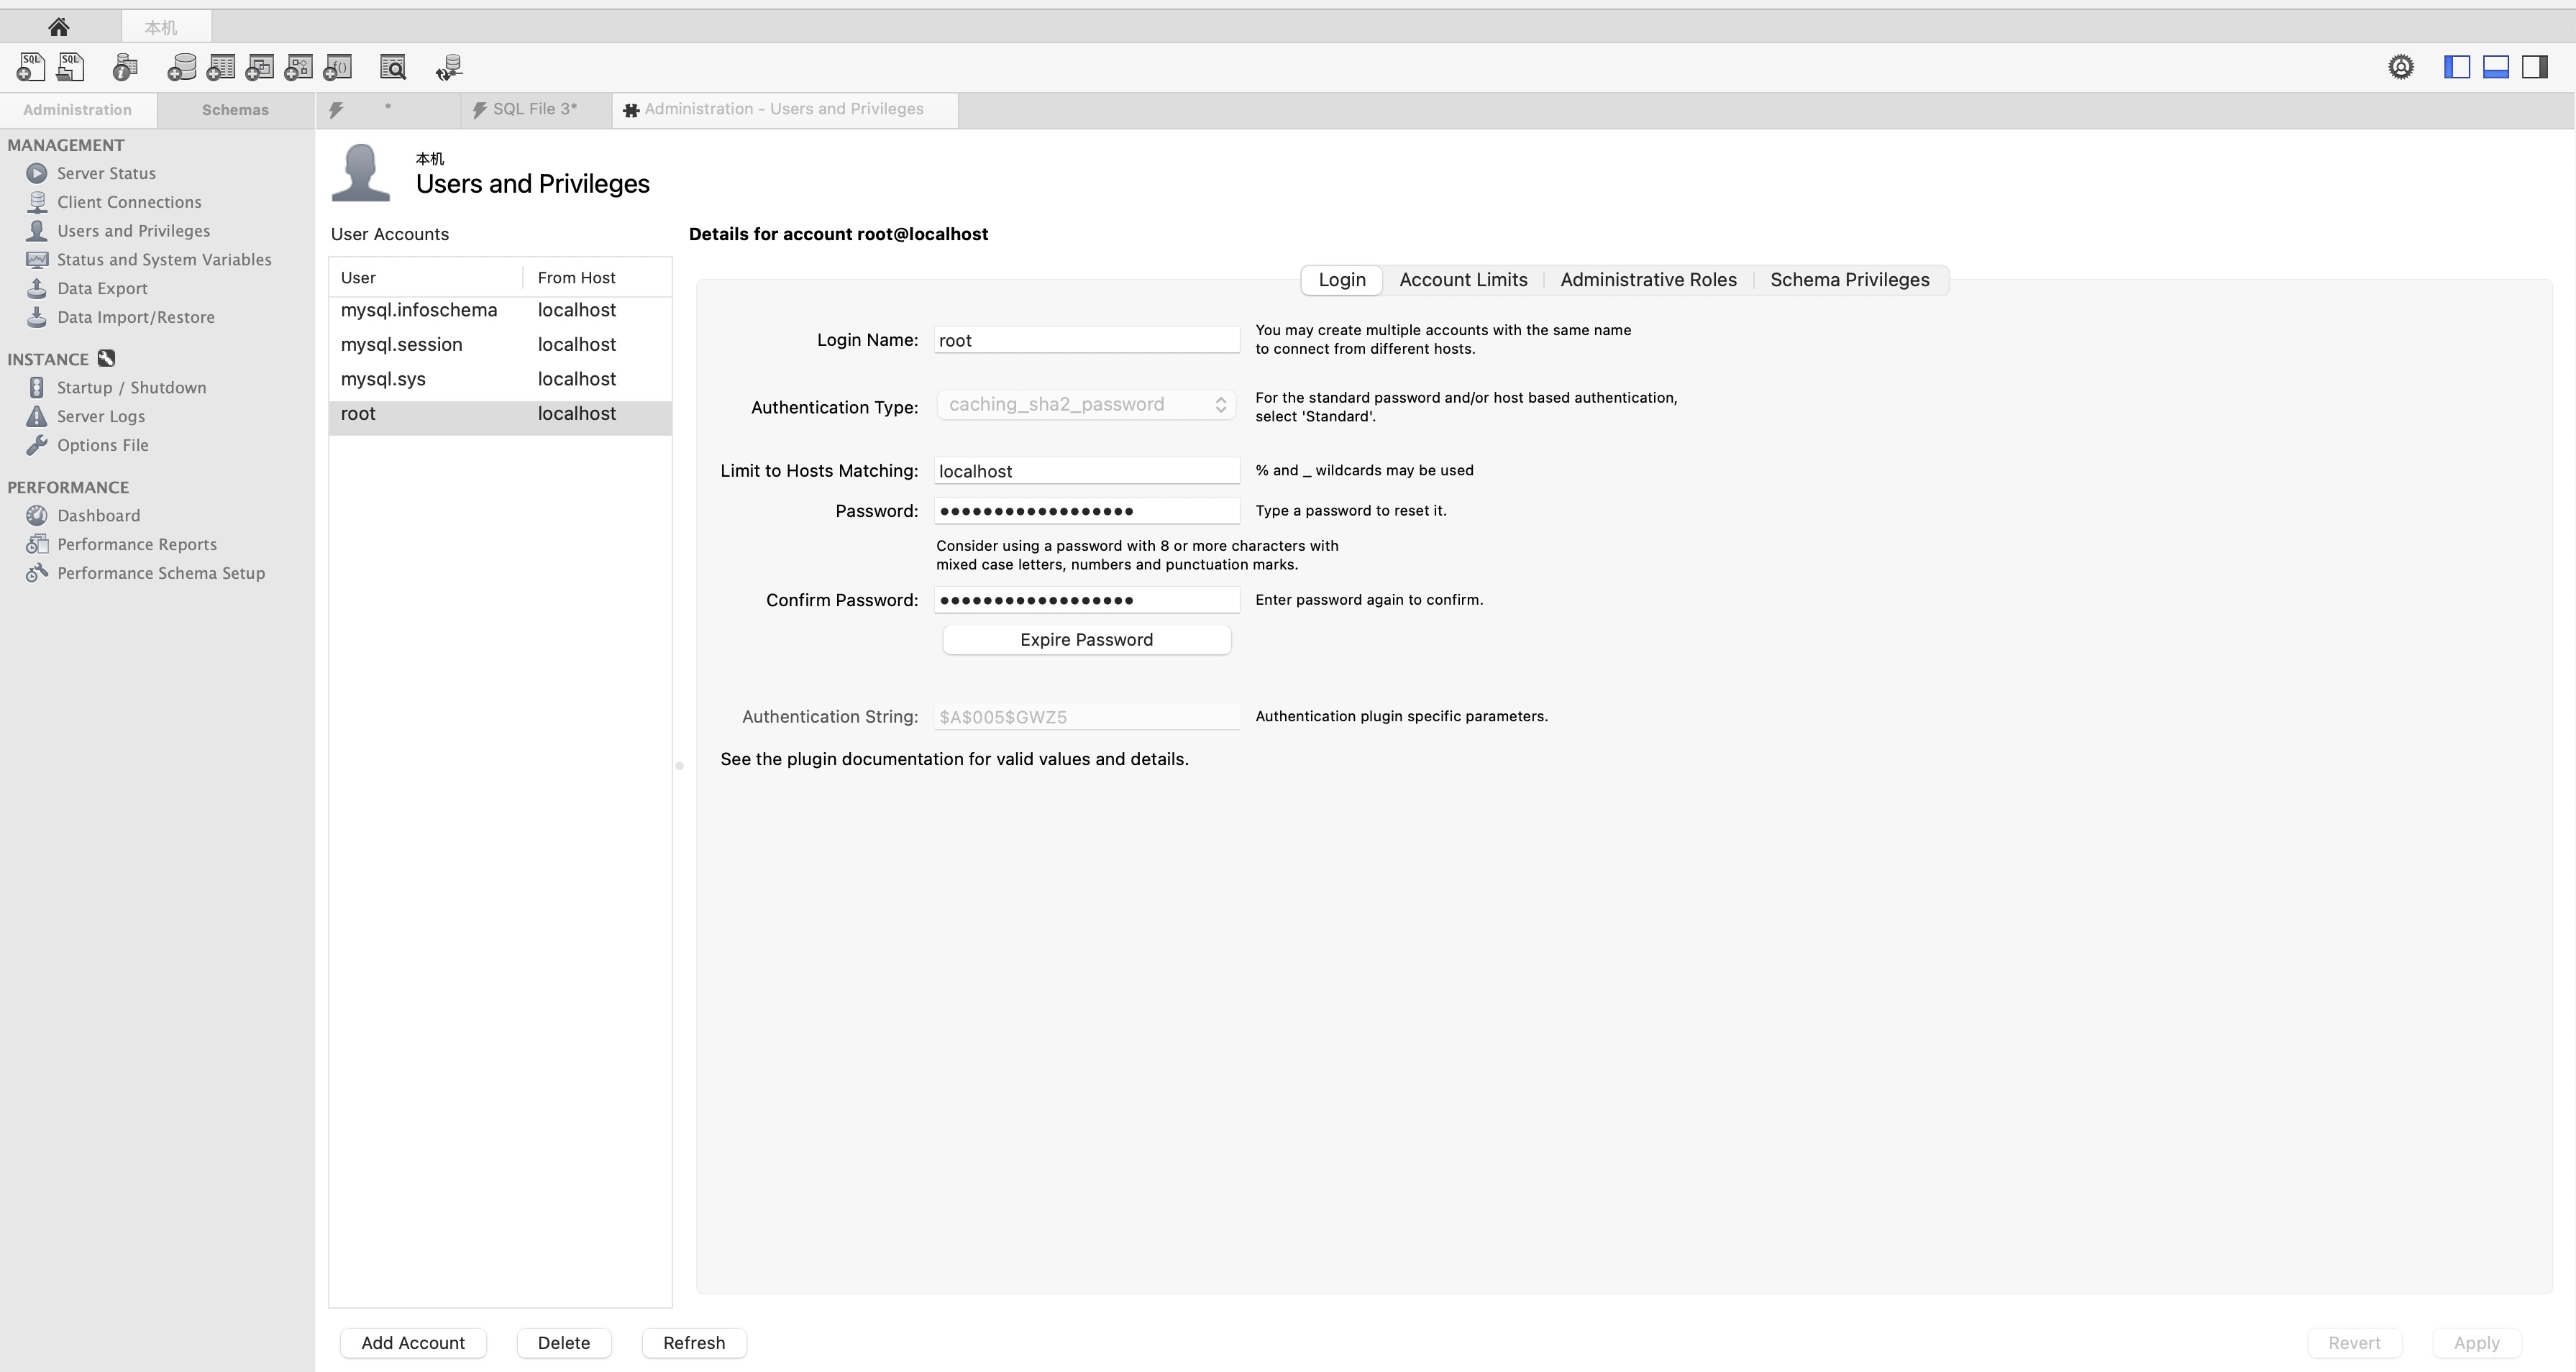 本机
SQL
SQL
f()
Administration
Schemas
*
SQL File 3*
Administration - Users and Privileges
MANAGEMENT
Server Status
Client Connections
Users and Privileges
Status and System Variables
Data Export
Data Import/Restore
INSTANCE
Startup / Shutdown
Server Logs
Options File
PERFORMANCE
Dashboard
Performance Reports
Performance Schema Setup
本机
Users and Privileges
User Accounts
User From Host
mysql.infoschema localhost
mysql.session localhost
mysql.sys localhost
root localhost
Details for account root@localhost
Login Account Limits Administrative Roles Schema Privileges
Login Name: root
You may create multiple accounts with the same name
to connect from different hosts.
Authentication Type: caching_sha2_password
For the standard password and/or host based authentication,
select 'Standard'.
Limit to Hosts Matching: localhost % and _ wildcards may be used
Password: •••••••••••••••••• Type a password to reset it.
Consider using a password with 8 or more characters with
mixed case letters, numbers and punctuation marks.
Confirm Password: •••••••••••••••••• Enter password again to confirm.
Expire Password
Authentication String: $A$005$GWZ5 Authentication plugin specific parameters.
See the plugin documentation for valid values and details.
Add Account Delete Refresh Revert Apply